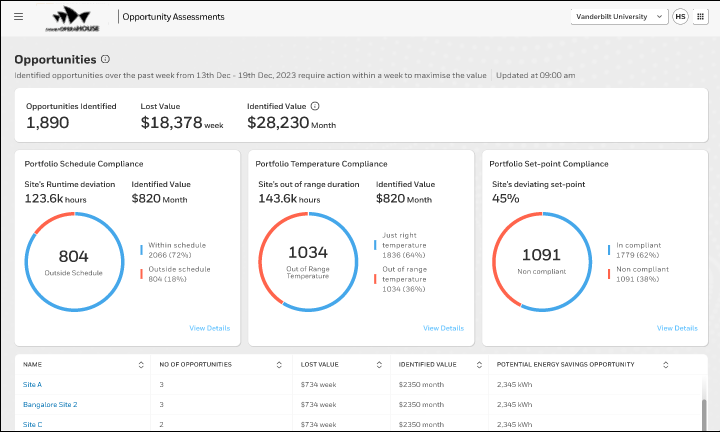 OPERAHOUSE
Opportunity Assessments
Vanderbilt University
HS
Opportunities
Identified opportunities over the past week from 13th Dec - 19th Dec, 2023 require action within a week to maximise the value | Updated at 09:00 am
Opportunities Identified
1,890
Lost Value
$18,378 week
Identified Value
$28,230 Month
Portfolio Schedule Compliance
Site's Runtime deviation
123.6k hours
Identified Value
$820 Month
804
Outside Schedule
Within schedule
2066 (72%)
Outside schedule
804 (18%)
View Details
Portfolio Temperature Compliance
Site's out of range duration
143.6k hours
Identified Value
$820 Month
1034
Out of Range
Temperature
Just right
temperature
1836 (64%)
Out of range
temperature
1034 (36%)
View Details
Portfolio Set-point Compliance
Site's deviating set-point
45%
1091
Non compliant
In compliant
1779 (62%)
Non compliant
1091 (38%)
View Details
NAME NO OF OPPORTUNITIES LOST VALUE IDENTIFIED VALUE POTENTIAL ENERGY SAVINGS OPPORTUNITY
Site A 3 $734 week $2350 month 2,345 kWh
Bangalore Site 2 3 $734 week $2350 month 2,345 kWh
Site C 2 $734 week $2350 month 2,345 kWh